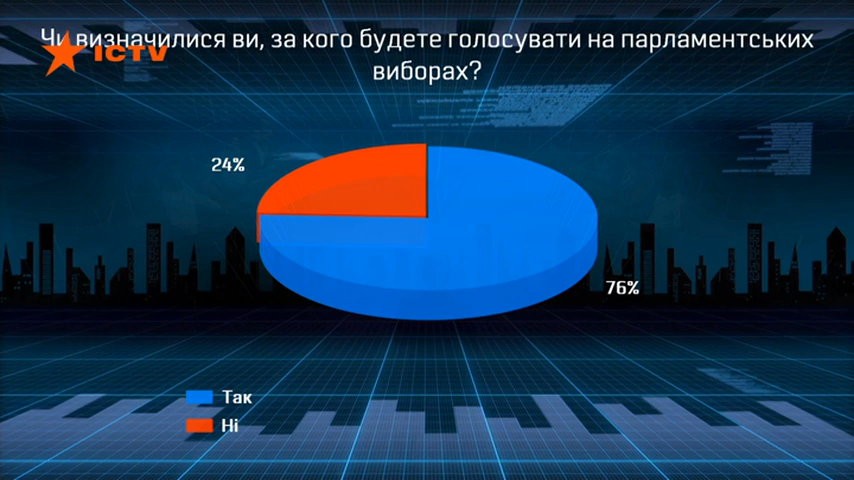 Чи визначилися ви, за кого будете голосувати на парламентських
виборах?
ICTV
24%
76%
Так
Ні